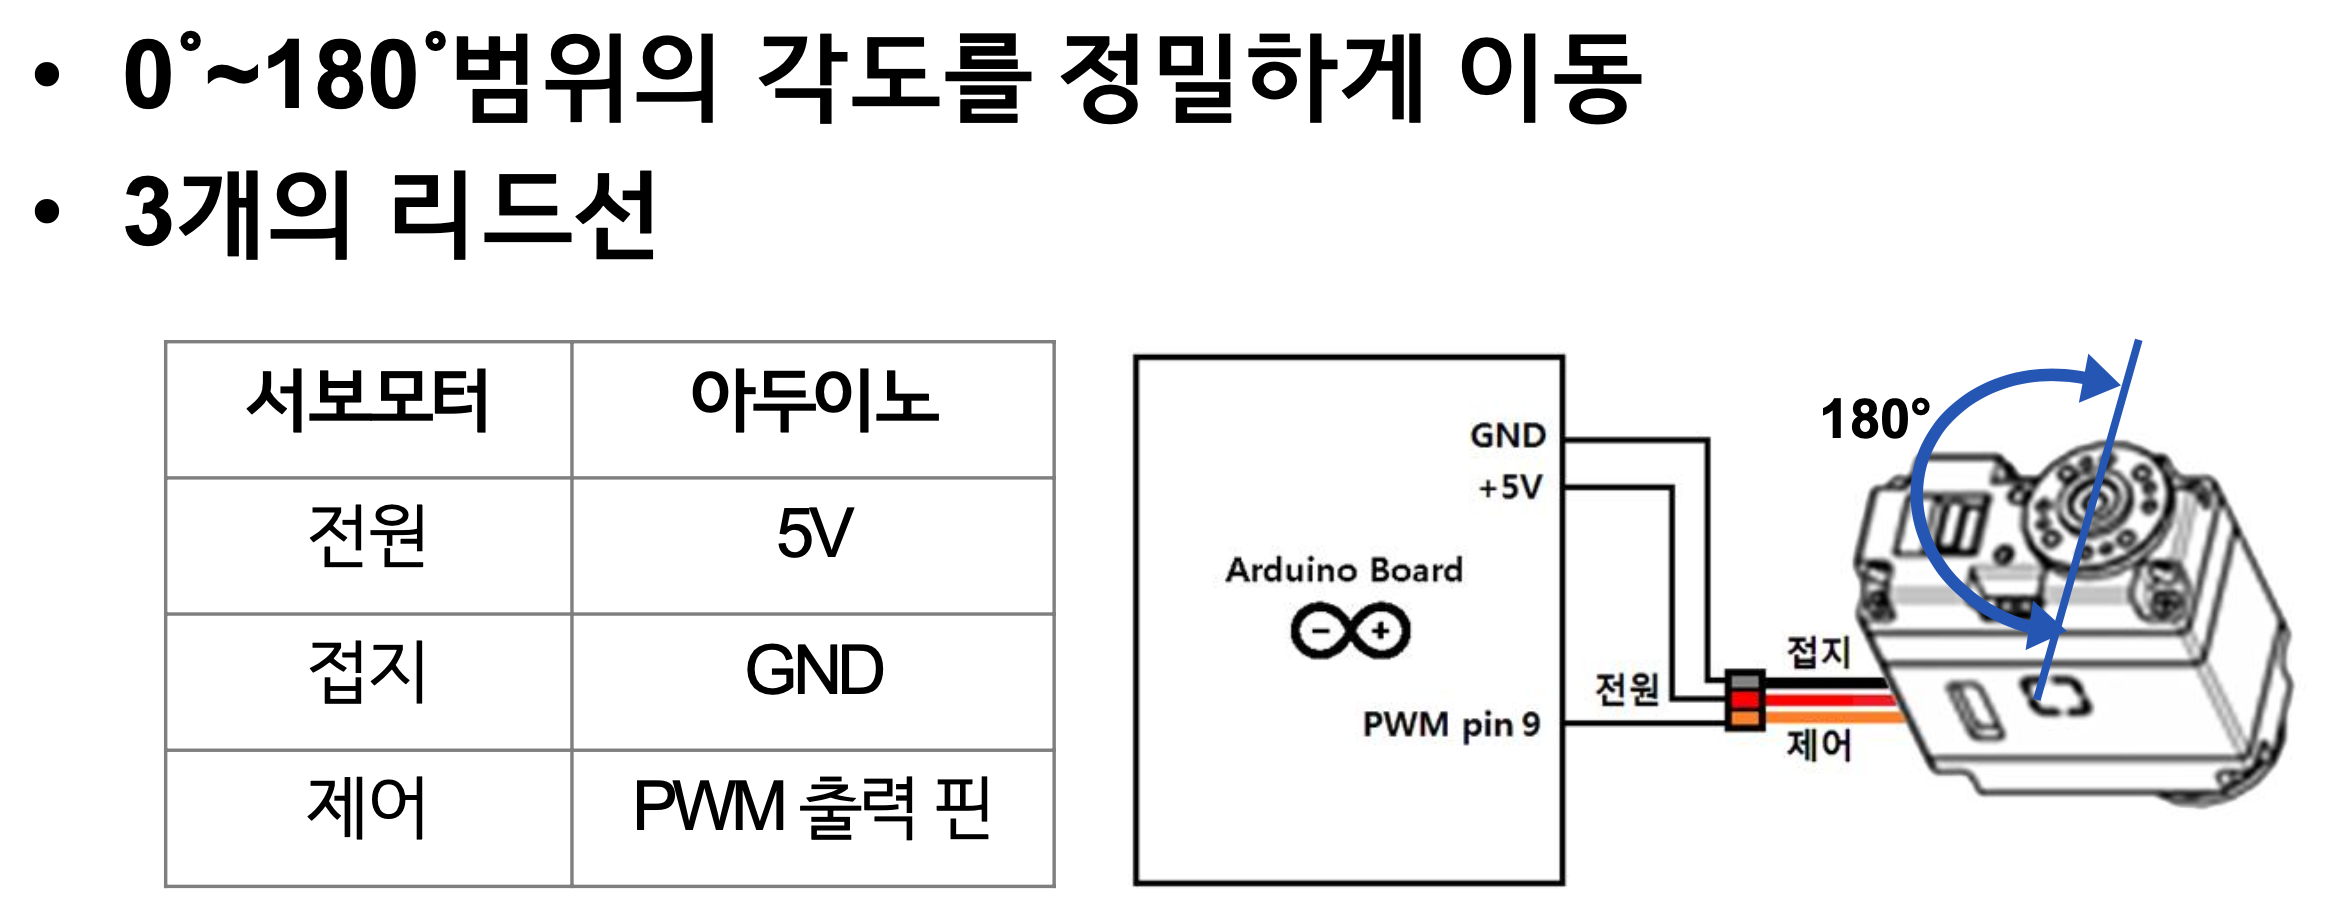 • 0°~180°범위의 각도를 정밀하게 이동
• 3개의 리드선
서보모터 아두이노
전원 5V
접지 GND
제어 PWM 출력 핀
GND
+5V
Arduino Board
- +
PWM pin 9
전원
접지
제어
180°